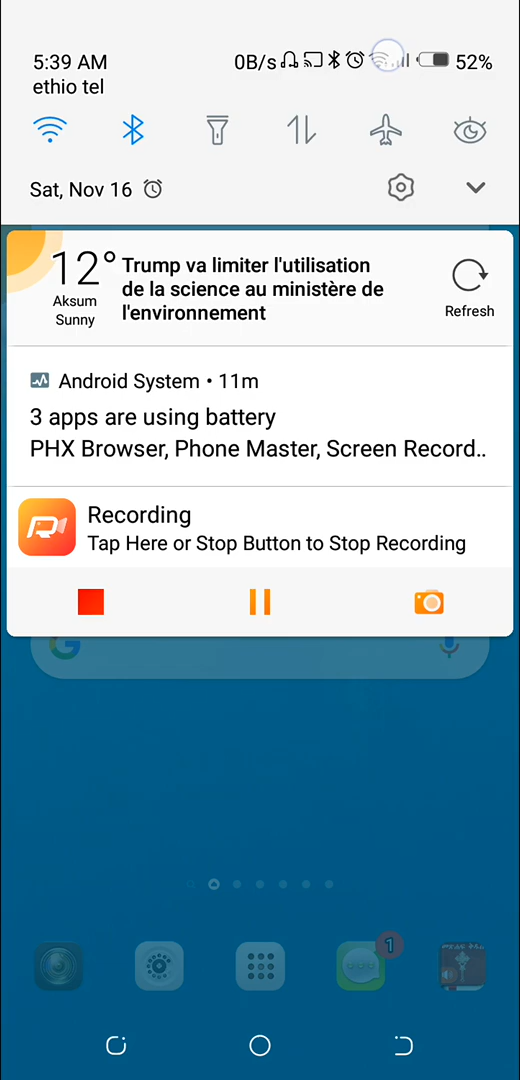 5:39 AM 0B/s 52%
ethio tel
Sat, Nov 16
12° Trump va limiter l'utilisation
de la science au ministère de
l'environnement
Aksum
Sunny
Refresh
Android System • 11m
3 apps are using battery
PHX Browser, Phone Master, Screen Record..
Recording
Tap Here or Stop Button to Stop Recording
1